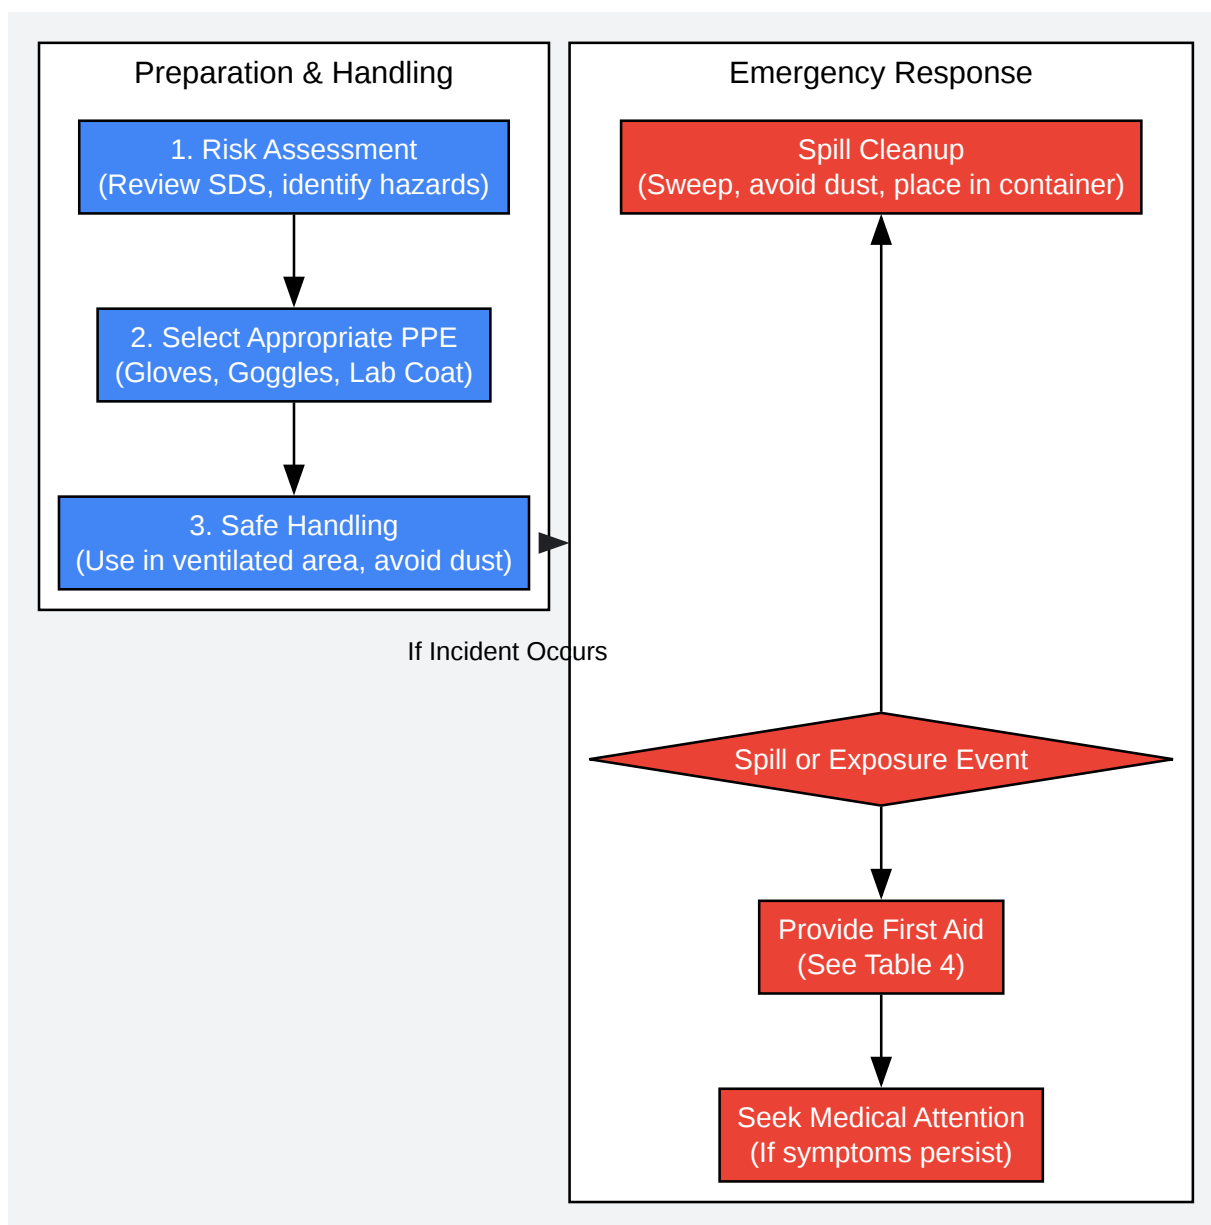 Preparation & Handling
1. Risk Assessment
(Review SDS, identify hazards)
2. Select Appropriate PPE
(Gloves, Goggles, Lab Coat)
3. Safe Handling
(Use in ventilated area, avoid dust)
If Incident Occurs
Emergency Response
Spill Cleanup
(Sweep, avoid dust, place in container)
Spill or Exposure Event
Provide First Aid
(See Table 4)
Seek Medical Attention
(If symptoms persist)